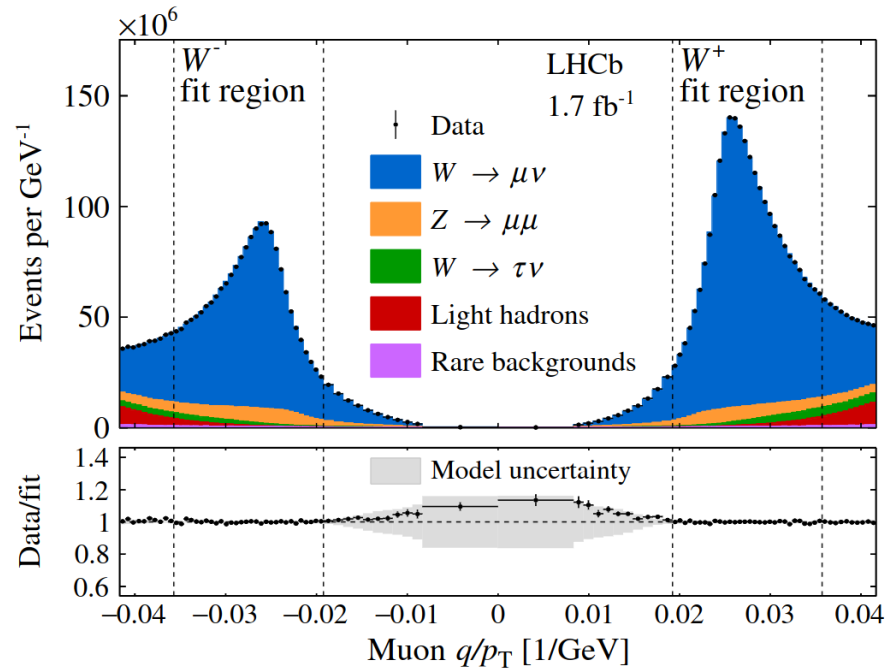 ×10⁶
W⁻
fit region
LHCb
1.7 fb⁻¹
W⁺
fit region
Data
W → μν
Z → μμ
W → τν
Light hadrons
Rare backgrounds
Events per GeV⁻¹
150
100
50
0
Model uncertainty
Data/fit
1.4
1.2
1
0.8
0.6
−0.04 −0.03 −0.02 −0.01 0 0.01 0.02 0.03 0.04
Muon q/pT [1/GeV]